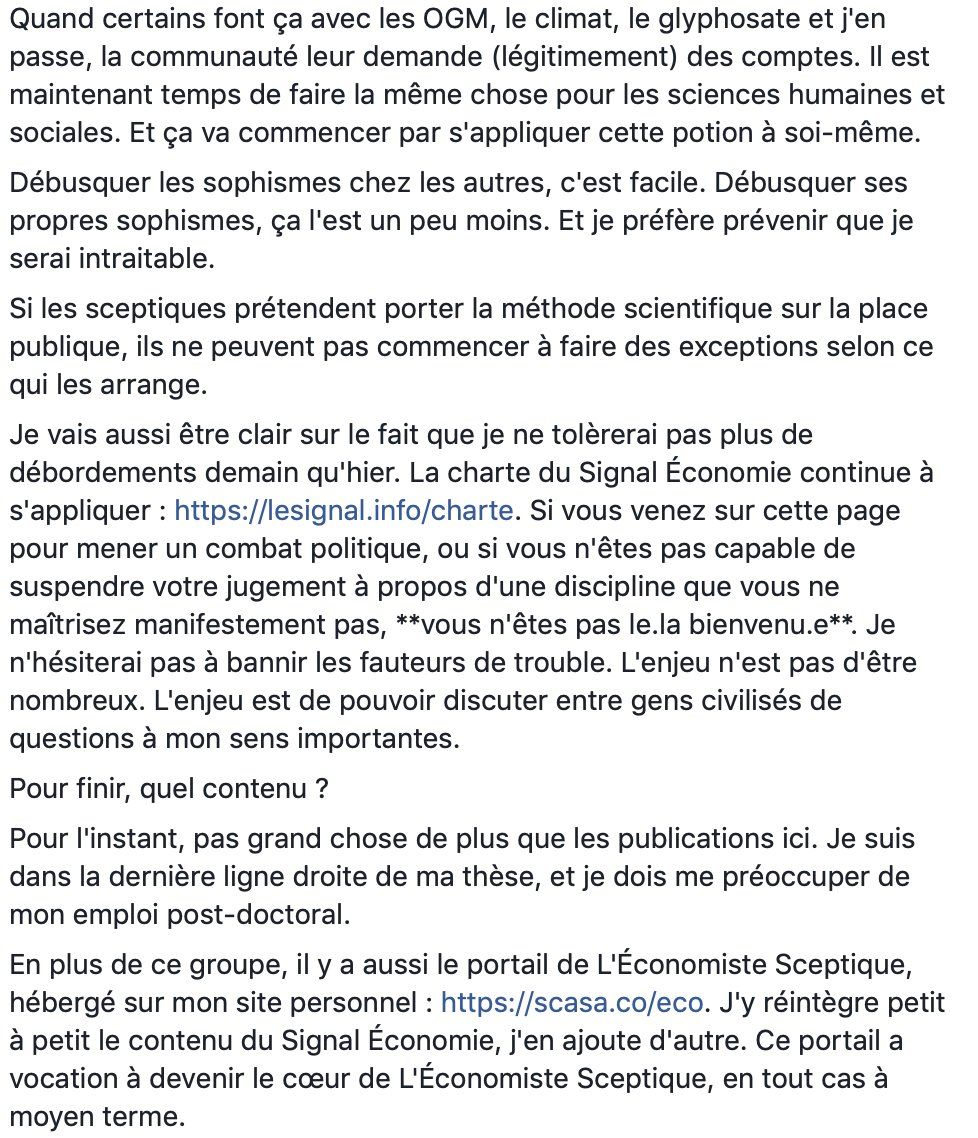 Quand certains font ça avec les OGM, le climat, le glyphosate et j'en
passe, la communauté leur demande (légitimement) des comptes. Il est
maintenant temps de faire la même chose pour les sciences humaines et
sociales. Et ça va commencer par s'appliquer cette potion à soi-même.
Débusquer les sophismes chez les autres, c'est facile. Débusquer ses
propres sophismes, ça l'est un peu moins. Et je préfère prévenir que je
serai intraitable.
Si les sceptiques prétendent porter la méthode scientifique sur la place
publique, ils ne peuvent pas commencer à faire des exceptions selon ce
qui les arrange.
Je vais aussi être clair sur le fait que je ne tolèrerai pas plus de
débordements demain qu'hier. La charte du Signal Économie continue à
s'appliquer : https://lesignal.info/charte. Si vous venez sur cette page
pour mener un combat politique, ou si vous n'êtes pas capable de
suspendre votre jugement à propos d'une discipline que vous ne
maîtrisez manifestement pas, **vous n'êtes pas le.la bienvenu.e**. Je
n'hésiterai pas à bannir les fauteurs de trouble. L'enjeu n'est pas d'être
nombreux. L'enjeu est de pouvoir discuter entre gens civilisés de
questions à mon sens importantes.
Pour finir, quel contenu ?
Pour l'instant, pas grand chose de plus que les publications ici. Je suis
dans la dernière ligne droite de ma thèse, et je dois me préoccuper de
mon emploi post-doctoral.
En plus de ce groupe, il y a aussi le portail de L'Économiste Sceptique,
hébergé sur mon site personnel : https://scasa.co/eco. J'y réintègre petit
à petit le contenu du Signal Économie, j'en ajoute d'autre. Ce portail a
vocation à devenir le cœur de L'Économiste Sceptique, en tout cas à
moyen terme.